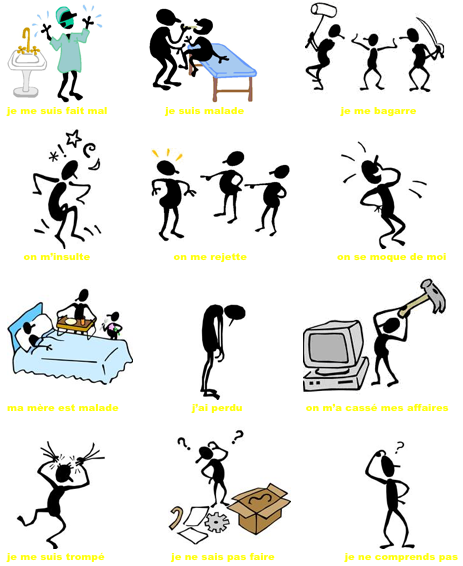 je me suis fait mal
je suis malade
je me bagarre
on m'insulte
on me rejette
on se moque de moi
ma mère est malade
j'ai perdu
on m'a cassé mes affaires
je me suis trompé
je ne sais pas faire
je ne comprends pas